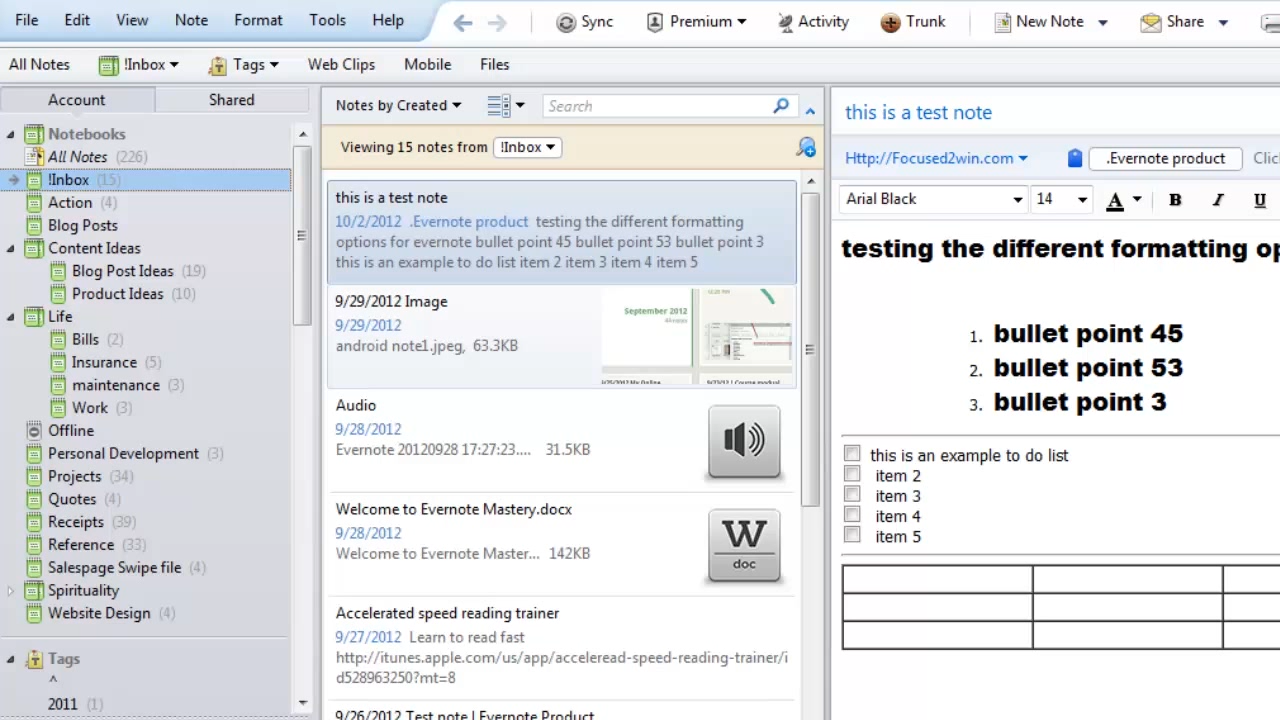 File Edit View Note Format Tools Help Sync Premium Activity Trunk New Note Share
All Notes !Inbox Tags Web Clips Mobile Files
Account Shared
Notebooks
All Notes (226)
!Inbox (15)
Action (4)
Blog Posts
Content Ideas
Blog Post Ideas (19)
Product Ideas (10)
Life
Bills (2)
Insurance (5)
maintenance (3)
Work (3)
Offline
Personal Development (3)
Projects (34)
Quotes (4)
Receipts (39)
Reference (33)
Salespage Swipe file (4)
Spirituality
Website Design (4)
Tags
^
2011 (1)
Notes by Created Search
Viewing 15 notes from !Inbox
this is a test note
10/2/2012 .Evernote product testing the different formatting
options for evernote bullet point 45 bullet point 53 bullet point 3
this is an example to do list item 2 item 3 item 4 item 5
9/29/2012 Image
9/29/2012
android note1.jpeg, 63.3KB
September 2012
Audio
9/28/2012
Evernote 20120928 17:27:23.... 31.5KB
Welcome to Evernote Mastery.docx
9/28/2012
Welcome to Evernote Master... 142KB
W
doc
Accelerated speed reading trainer
9/27/2012 Learn to read fast
http://itunes.apple.com/us/app/acceleread-speed-reading-trainer/i
d528963250?mt=8
9/26/2012 Test note | Evernote Product
this is a test note
Http://Focused2win.com .Evernote product Clic
Arial Black 14 A B I U
testing the different formatting op
1. bullet point 45
2. bullet point 53
3. bullet point 3
this is an example to do list
item 2
item 3
item 4
item 5